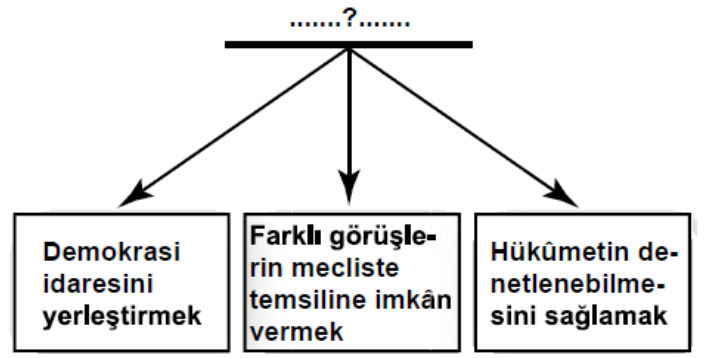 .......?.......
Demokrasi
idaresini
yerleştirmek
Farklı görüşle-
rin mecliste
temsiline imkân
vermek
Hükûmetin de-
netlenebilme-
sini sağlamak